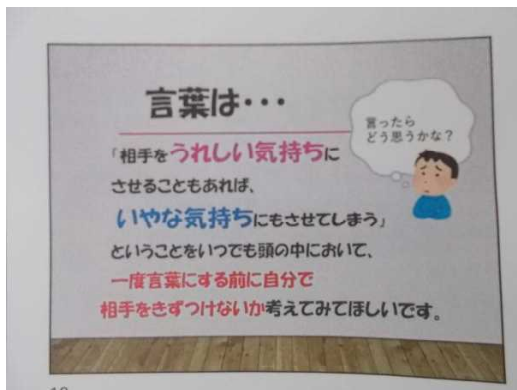 言葉は・・・
言ったら
どう思うかな？
「相手をうれしい気持ちに
させることもあれば、
いやな気持ちにもさせてしまう」
ということをいつでも頭の中において、
一度言葉にする前に自分で
相手をきずつけないか考えてみてほしいです。